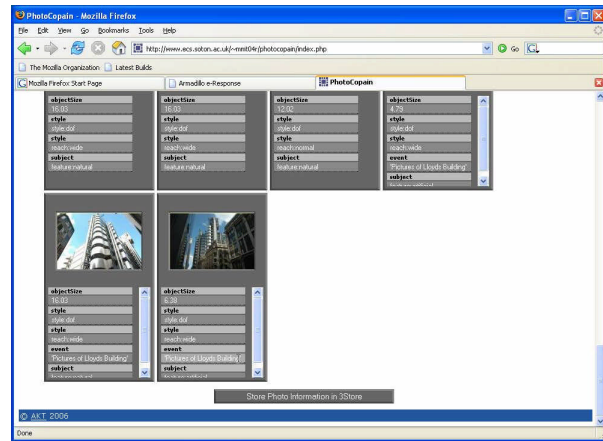 PhotoCopain - Mozilla Firefox
File Edit View Go Bookmarks Tools Help
http://www.ecs.soton.ac.uk/~mmt04r/photocopain/index.php Go
The Mozilla Organization Latest Builds
Mozilla Firefox Start Page Armadillo e-Response PhotoCopain
objectSize objectSize objectSize objectSize
16.03 16.03 12.02 4.79
style style style style
style:dof style:dof style:dof style:dof
style style style style
reach:wide reach:wide reach:normal reach:wide
subject subject subject event
feature:natural feature:natural feature:natural 'Pictures of Lloyds Building'
subject
feature:artificial
objectSize objectSize
16.03 6.38
style style
style:dof style:dof
style style
reach:wide reach:wide
event event
'Pictures of Lloyds Building' 'Pictures of Lloyds Building'
subject subject
Store Photo Information in 3Store
© AKT 2006
Done